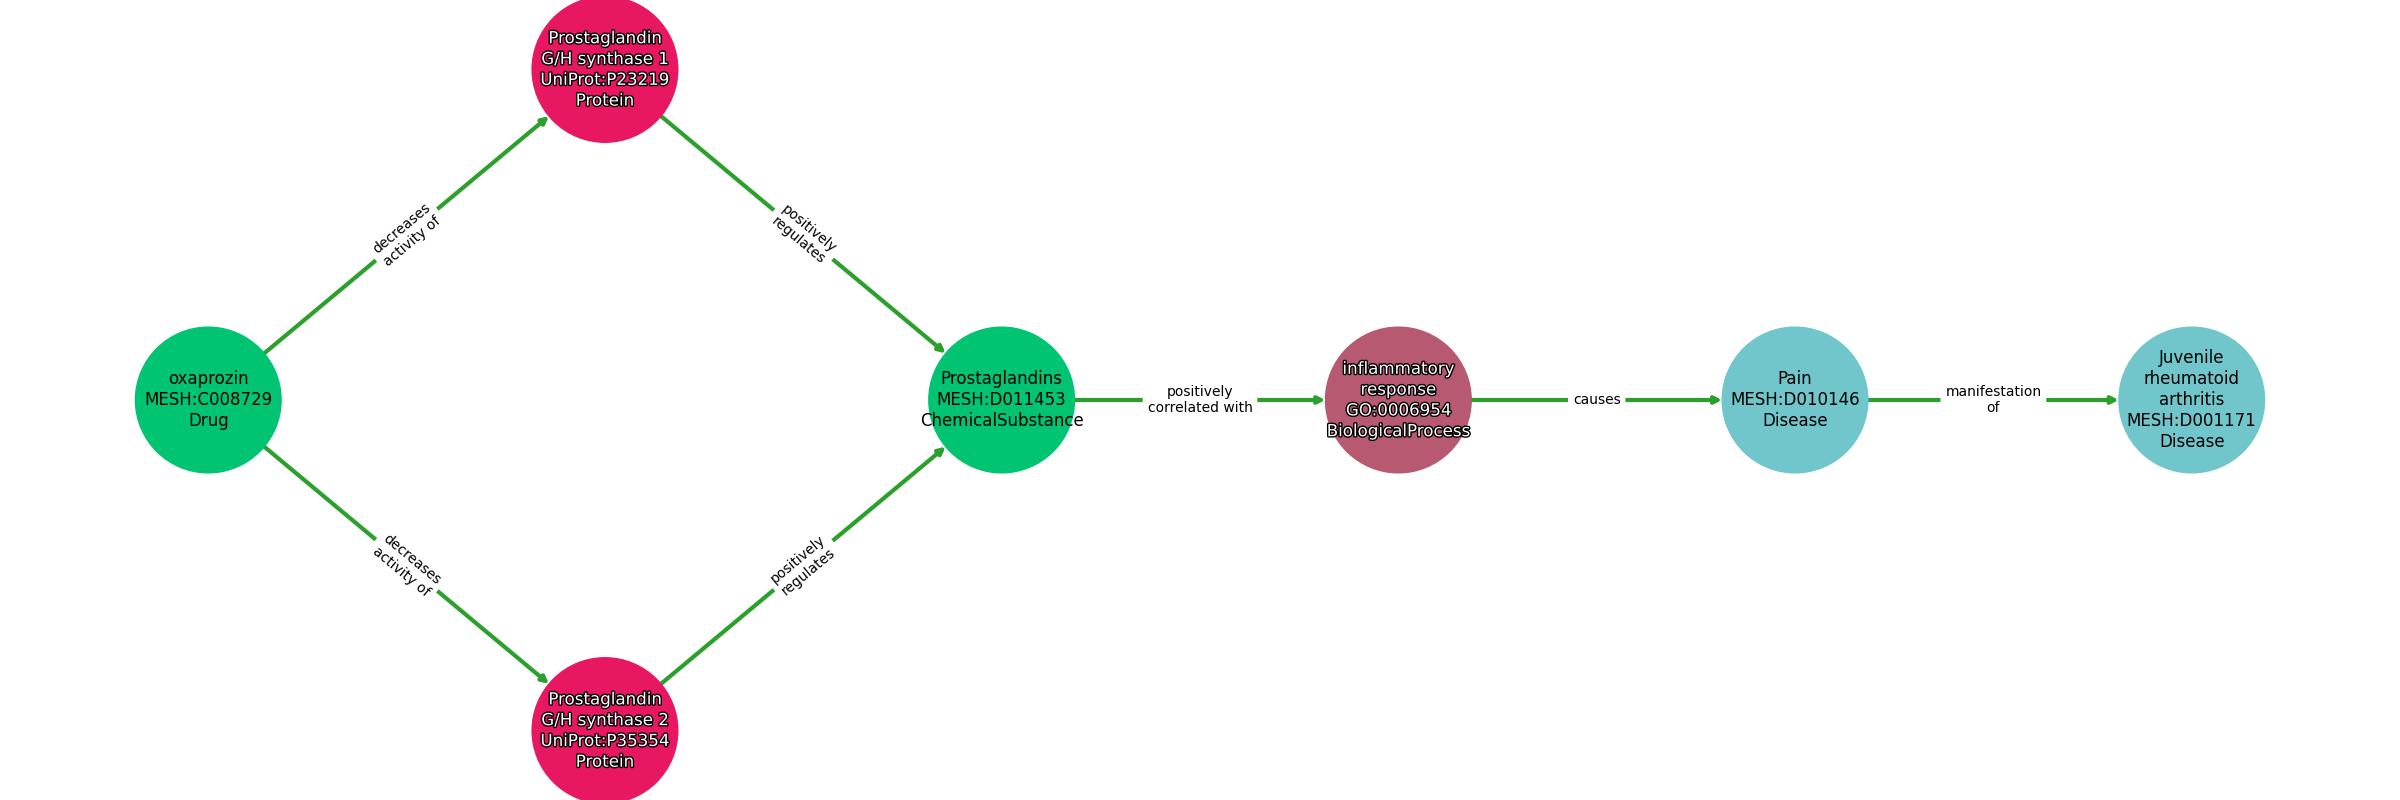 Prostaglandin
G/H synthase 1
UniProt:P23219
Protein
decreases
activity of
positively
regulates
oxaprozin
MESH:C008729
Drug
Prostaglandins
MESH:D011453
ChemicalSubstance
positively
correlated with
inflammatory
response
GO:0006954
BiologicalProcess
causes
Pain
MESH:D010146
Disease
manifestation
of
Juvenile
rheumatoid
arthritis
MESH:D001171
Disease
decreases
activity of
positively
regulates
Prostaglandin
G/H synthase 2
UniProt:P35354
Protein